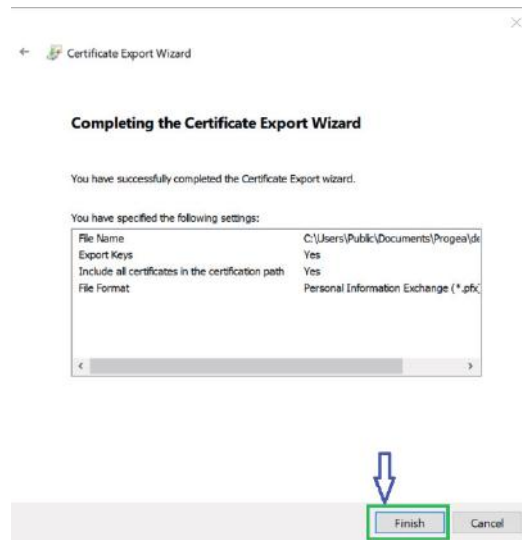 Certificate Export Wizard
Completing the Certificate Export Wizard
You have successfully completed the Certificate Export wizard.
You have specified the following settings:
File Name C:\Users\Public\Documents\Progea\de
Export Keys Yes
Include all certificates in the certification path Yes
File Format Personal Information Exchange (*.pfx)
Finish Cancel